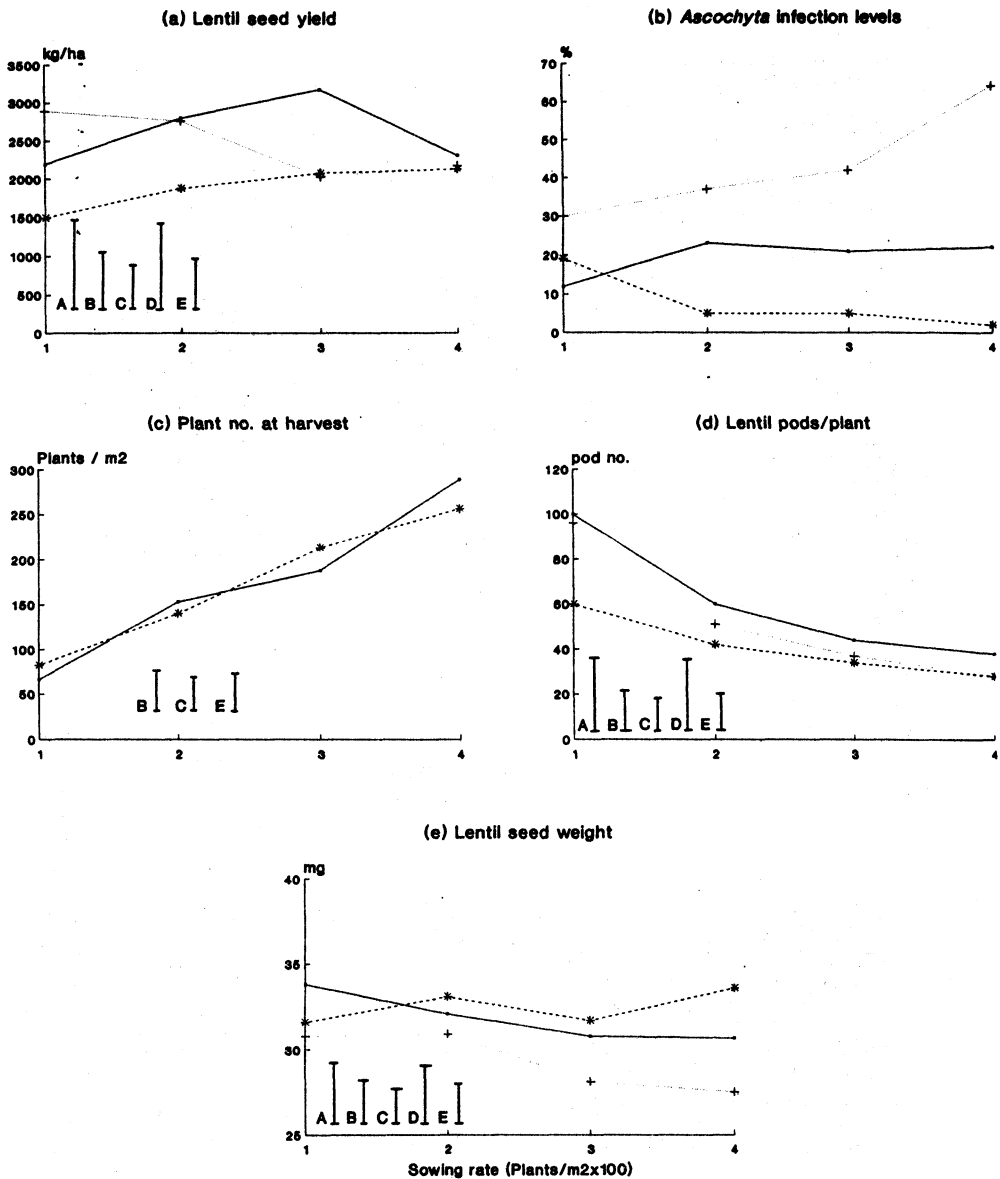 (a) Lentil seed yield
kg/ha
3500
3000
2500
2000
1500
1000
500
0
A B C D E
1 2 3 4
(b) Ascochyta infection levels
%
70
60
50
40
30
20
10
0
1 2 3 4
(c) Plant no. at harvest
Plants / m2
300
250
200
150
100
50
0
B C E
1 2 3 4
(d) Lentil pods/plant
pod no.
120
100
80
60
40
20
0
A B C D E
1 2 3 4
(e) Lentil seed weight
mg
40
35
30
25
A B C D E
1 2 3 4
Sowing rate (Plants/m2x100)